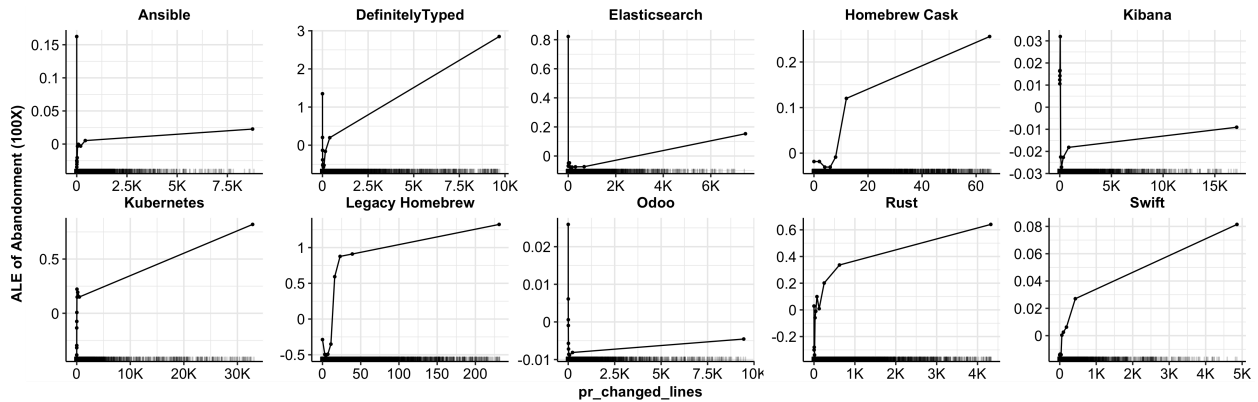 Ansible DefinitelyTyped Elasticsearch Homebrew Cask Kibana
0.15 0.1 0.05 0
3 2 1 0
0.8 0.6 0.4 0.2 0
0.2 0.1 0
0.03 0.02 0.01 0 -0.01 -0.02 -0.03
0 2.5K 5K 7.5K 0 2.5K 5K 7.5K 10K 0 2K 4K 6K 0 20 40 60 0 5K 10K 15K
Kubernetes Legacy Homebrew Odoo Rust Swift
0.5 0
1 0.5 0 -0.5
0.02 0.01 0 -0.01
0.6 0.4 0.2 0 -0.2
0.08 0.06 0.04 0.02 0
0 10K 20K 30K 0 50 100 150 200 0 2.5K 5K 7.5K 10K 0 1K 2K 3K 4K 0 1K 2K 3K 4K 5K
ALE of Abandonment (100X)
pr_changed_lines